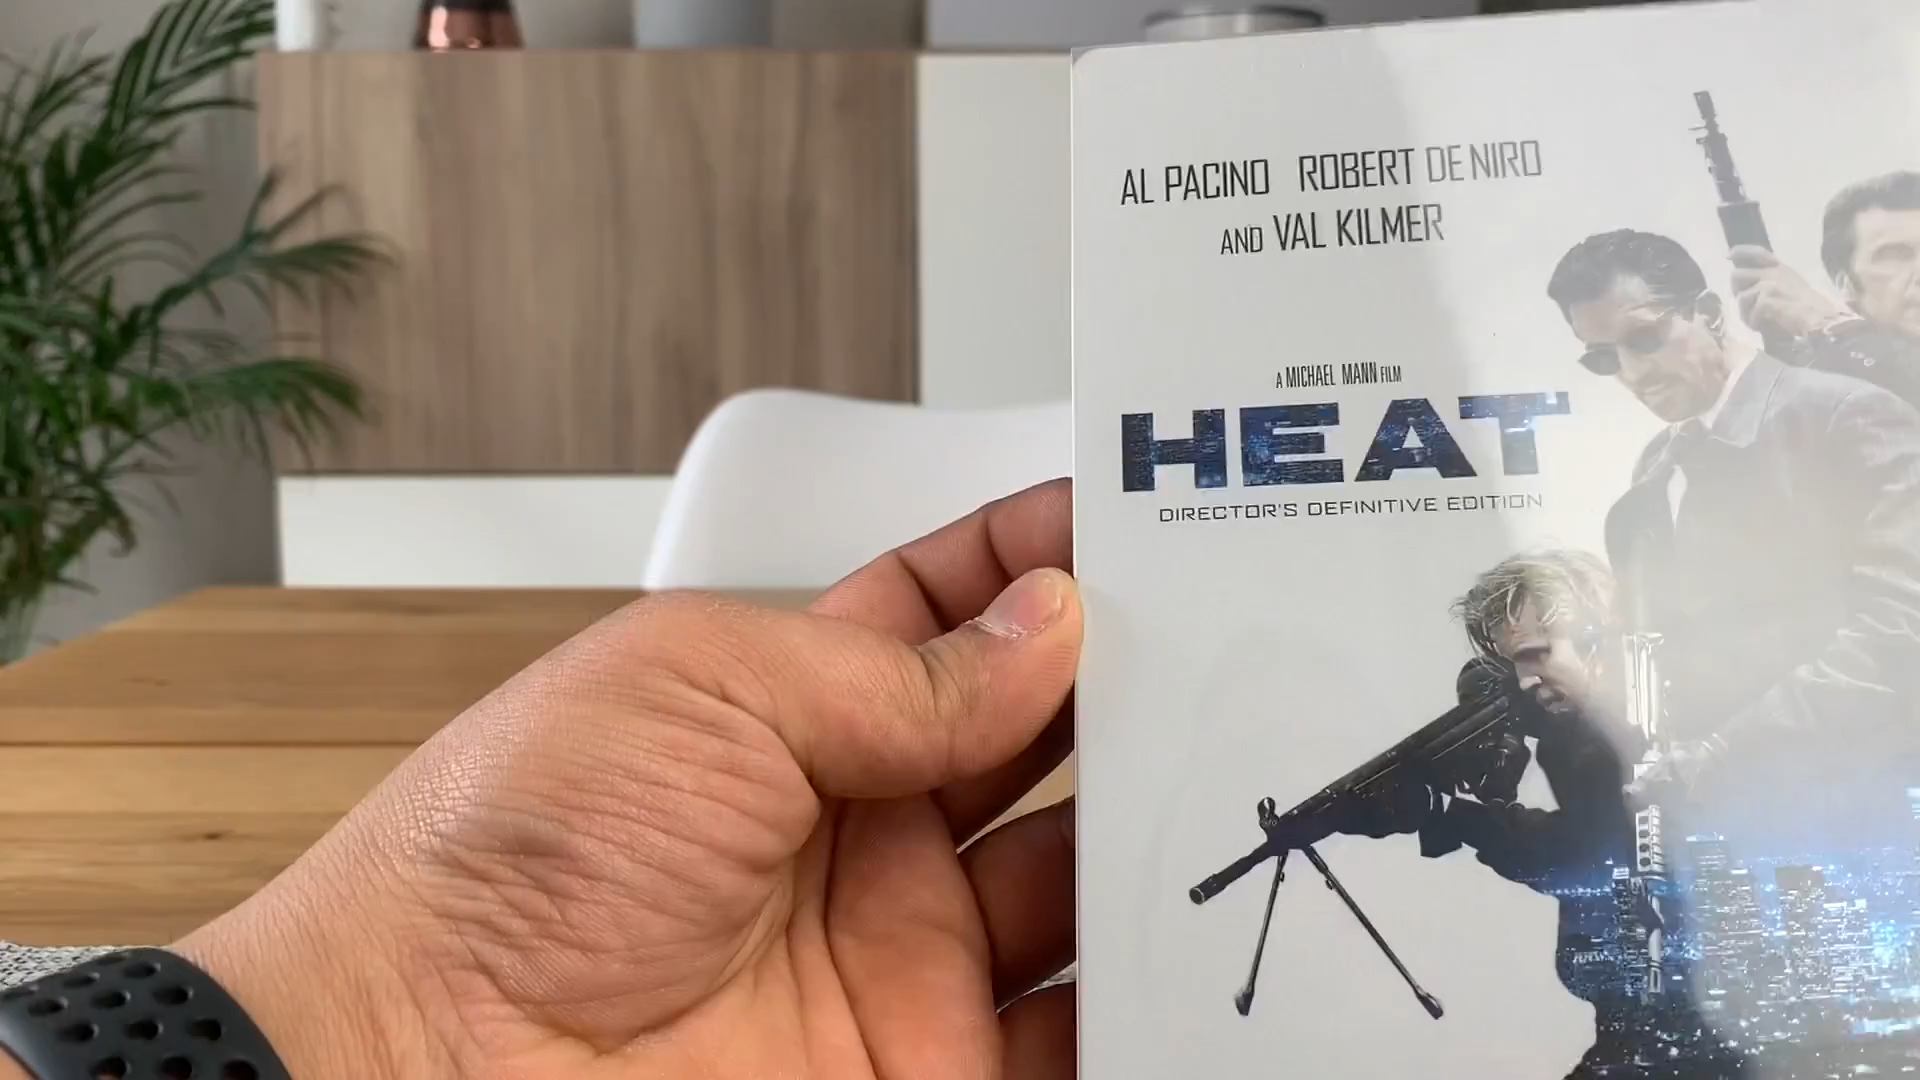 AL PACINO ROBERT DE NIRO
AND VAL KILMER
A MICHAEL MANN FILM
HEAT
DIRECTOR'S DEFINITIVE EDITION